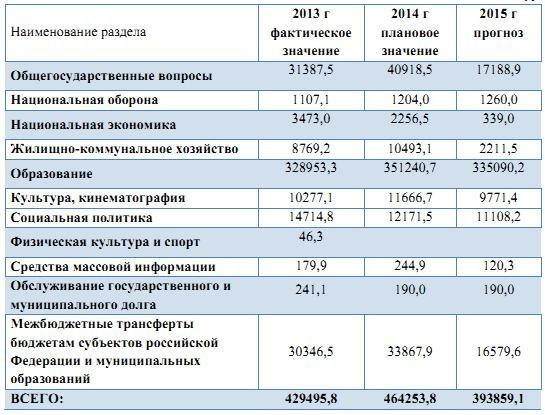 Наименование раздела 2013 г фактическое значение 2014 г плановое значение 2015 г прогноз
Общегосударственные вопросы 31387,5 40918,5 17188,9
Национальная оборона 1107,1 1204,0 1260,0
Национальная экономика 3473,0 2256,5 339,0
Жилищно-коммунальное хозяйство 8769,2 10493,1 2211,5
Образование 328953,3 351240,7 335090,2
Культура, кинематография 10277,1 11666,7 9771,4
Социальная политика 14714,8 12171,5 11108,2
Физическая культура и спорт 46,3
Средства массовой информации 179,9 244,9 120,3
Обслуживание государственного и
муниципального долга 241,1 190,0 190,0
Межбюджетные трансферты
бюджетам субъектов российской
Федерации и муниципальных
образований 30346,5 33867,9 16579,6
ВСЕГО: 429495,8 464253,8 393859,1